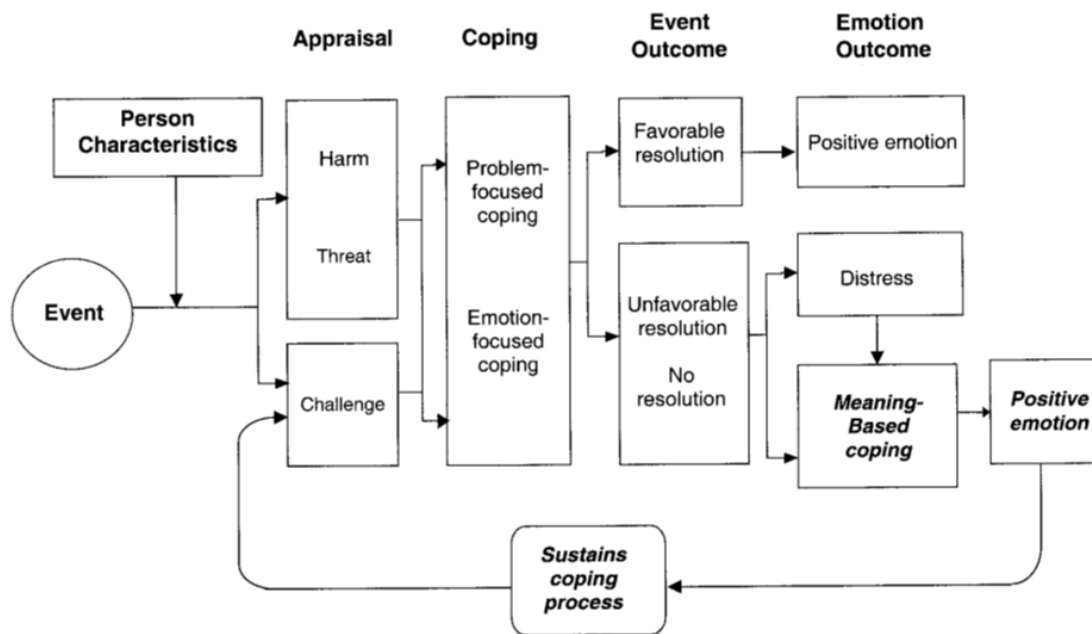 Appraisal
Coping
Event
Outcome
Emotion
Outcome
Person
Characteristics
Event
Harm
Threat
Challenge
Problem-
focused
coping
Emotion-
focused
coping
Favorable
resolution
Unfavorable
resolution
No
resolution
Positive emotion
Distress
Meaning-
Based
coping
Positive
emotion
Sustains
coping
process